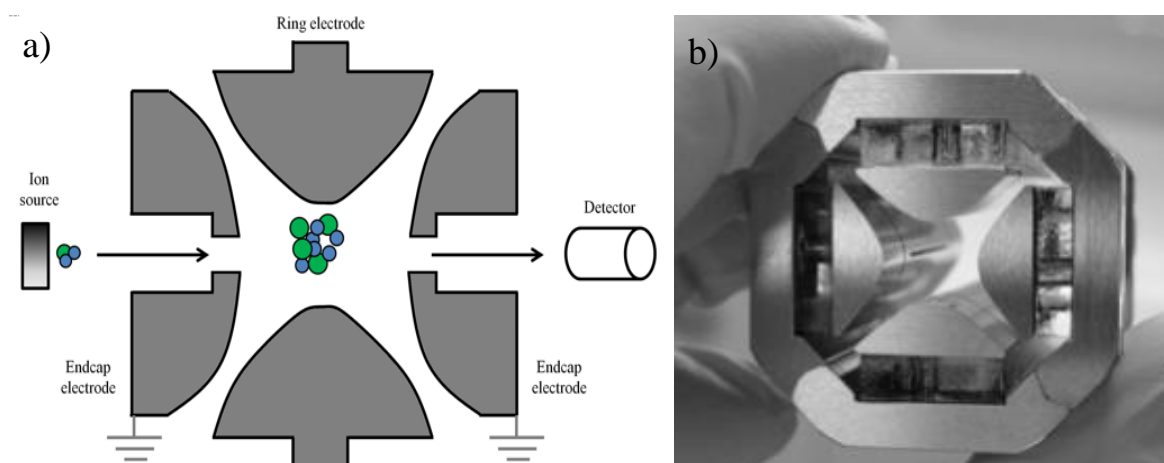 a)
Ring electrode
b)
Ion
source
Detector
Endcap
electrode
Endcap
electrode